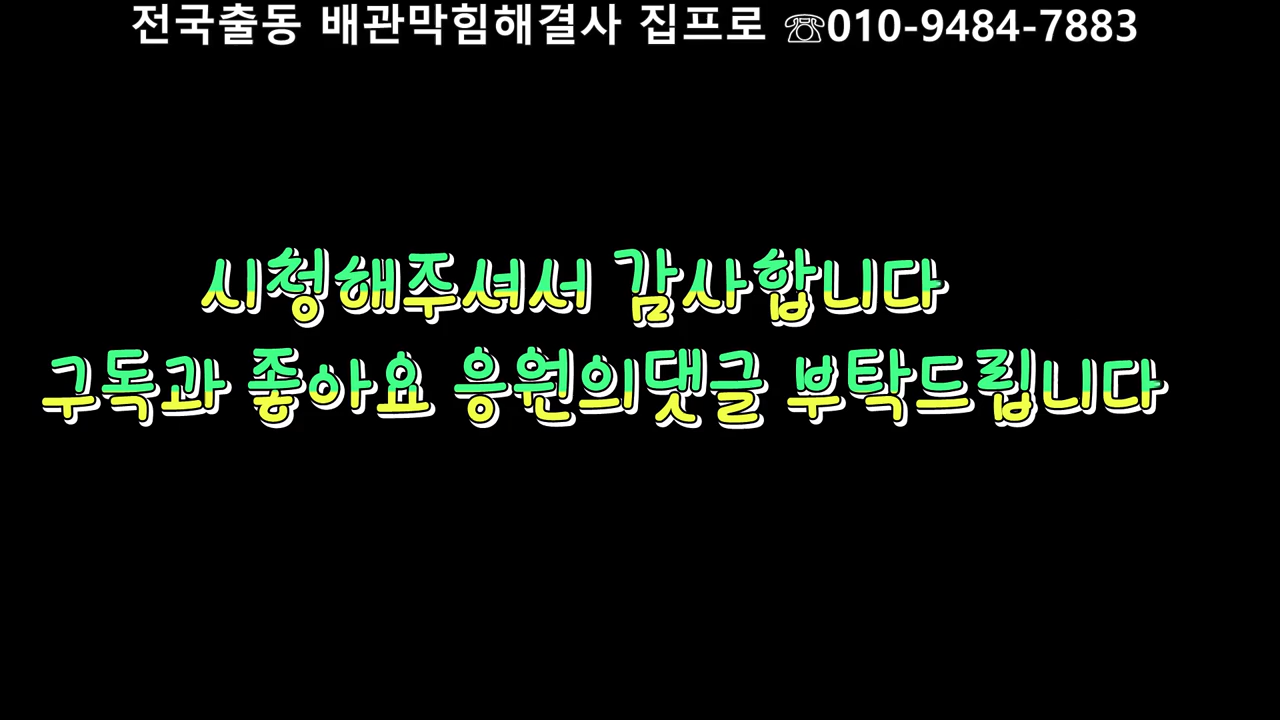 전국출동 배관막힘해결사 집프로 ☏010-9484-7883
시청해주셔서 감사합니다
구독과 좋아요 응원의댓글 부탁드립니다